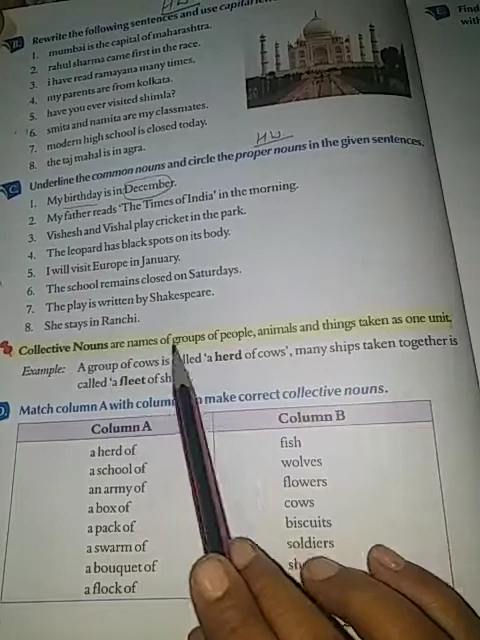 HW
B. Rewrite the following sentences and use capital
1. mumbai is the capital of maharashtra.
2. rahul sharma came first in the race.
3. i have read ramayana many times.
4. my parents are from kolkata.
5. have you ever visited shimla?
6. smita and namita are my classmates.
7. modern high school is closed today.
8. the taj mahal is in agra.
E. Find
with
HW
C. Underline the common nouns and circle the proper nouns in the given sentences.
1. My birthday is in December.
2. My father reads 'The Times of India' in the morning.
3. Vishesh and Vishal play cricket in the park.
4. The leopard has black spots on its body.
5. I will visit Europe in January.
6. The school remains closed on Saturdays.
7. The play is written by Shakespeare.
8. She stays in Ranchi.
Collective Nouns are names of groups of people, animals and things taken as one unit.
Example: A group of cows is called 'a herd of cows', many ships taken together is
called 'a fleet of
D. Match column A with column make correct collective nouns.
Column A Column B
a herd of fish
a school of wolves
an army of flowers
a box of cows
a pack of biscuits
a swarm of soldiers
a bouquet of
a flock of